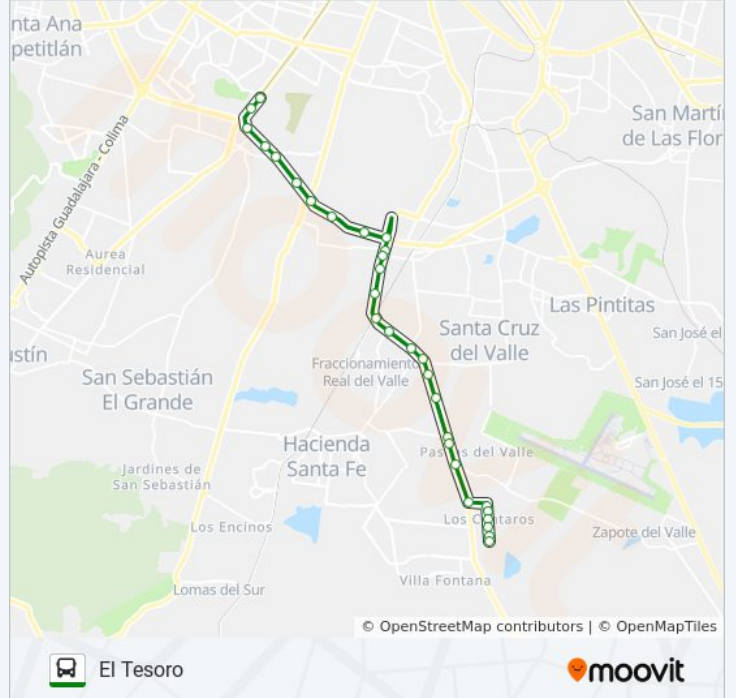 nta Ana
petitlán
San Martí
de Las Flor
Autopista Guadalajara - Colima
Aurea
Residencial
Las Pintitas
stín
Santa Cruz
del Valle
San José el
Fraccionamiento
Real del Valle
San Sebastián
El Grande
San José el 15
Hacienda
Santa Fe
Pas s del Valle
Jardines de
San Sebastián
Los Encinos
Los C ntaros
Zapote del Valle
Villa Fontana
Lomas del Sur
© OpenStreetMap contributors | © OpenMapTiles
El Tesoro
moovit